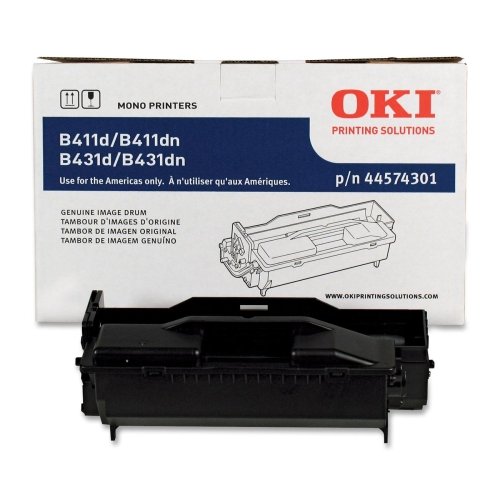 MONO PRINTERS
OKI
PRINTING SOLUTIONS
B411d/B411dn
B431d/B431dn
Use for the Americas only. À n'utiliser qu'aux Amériques.
p/n 44574301
GENUINE IMAGE DRUM
TAMBOUR D'IMAGES D'ORIGINE
TAMBOR DE IMAGEN ORIGINAL
TAMBOR DE IMAGEM GENUÍNO
WWW.OKIPRINTINGSOLUTIONS.COM